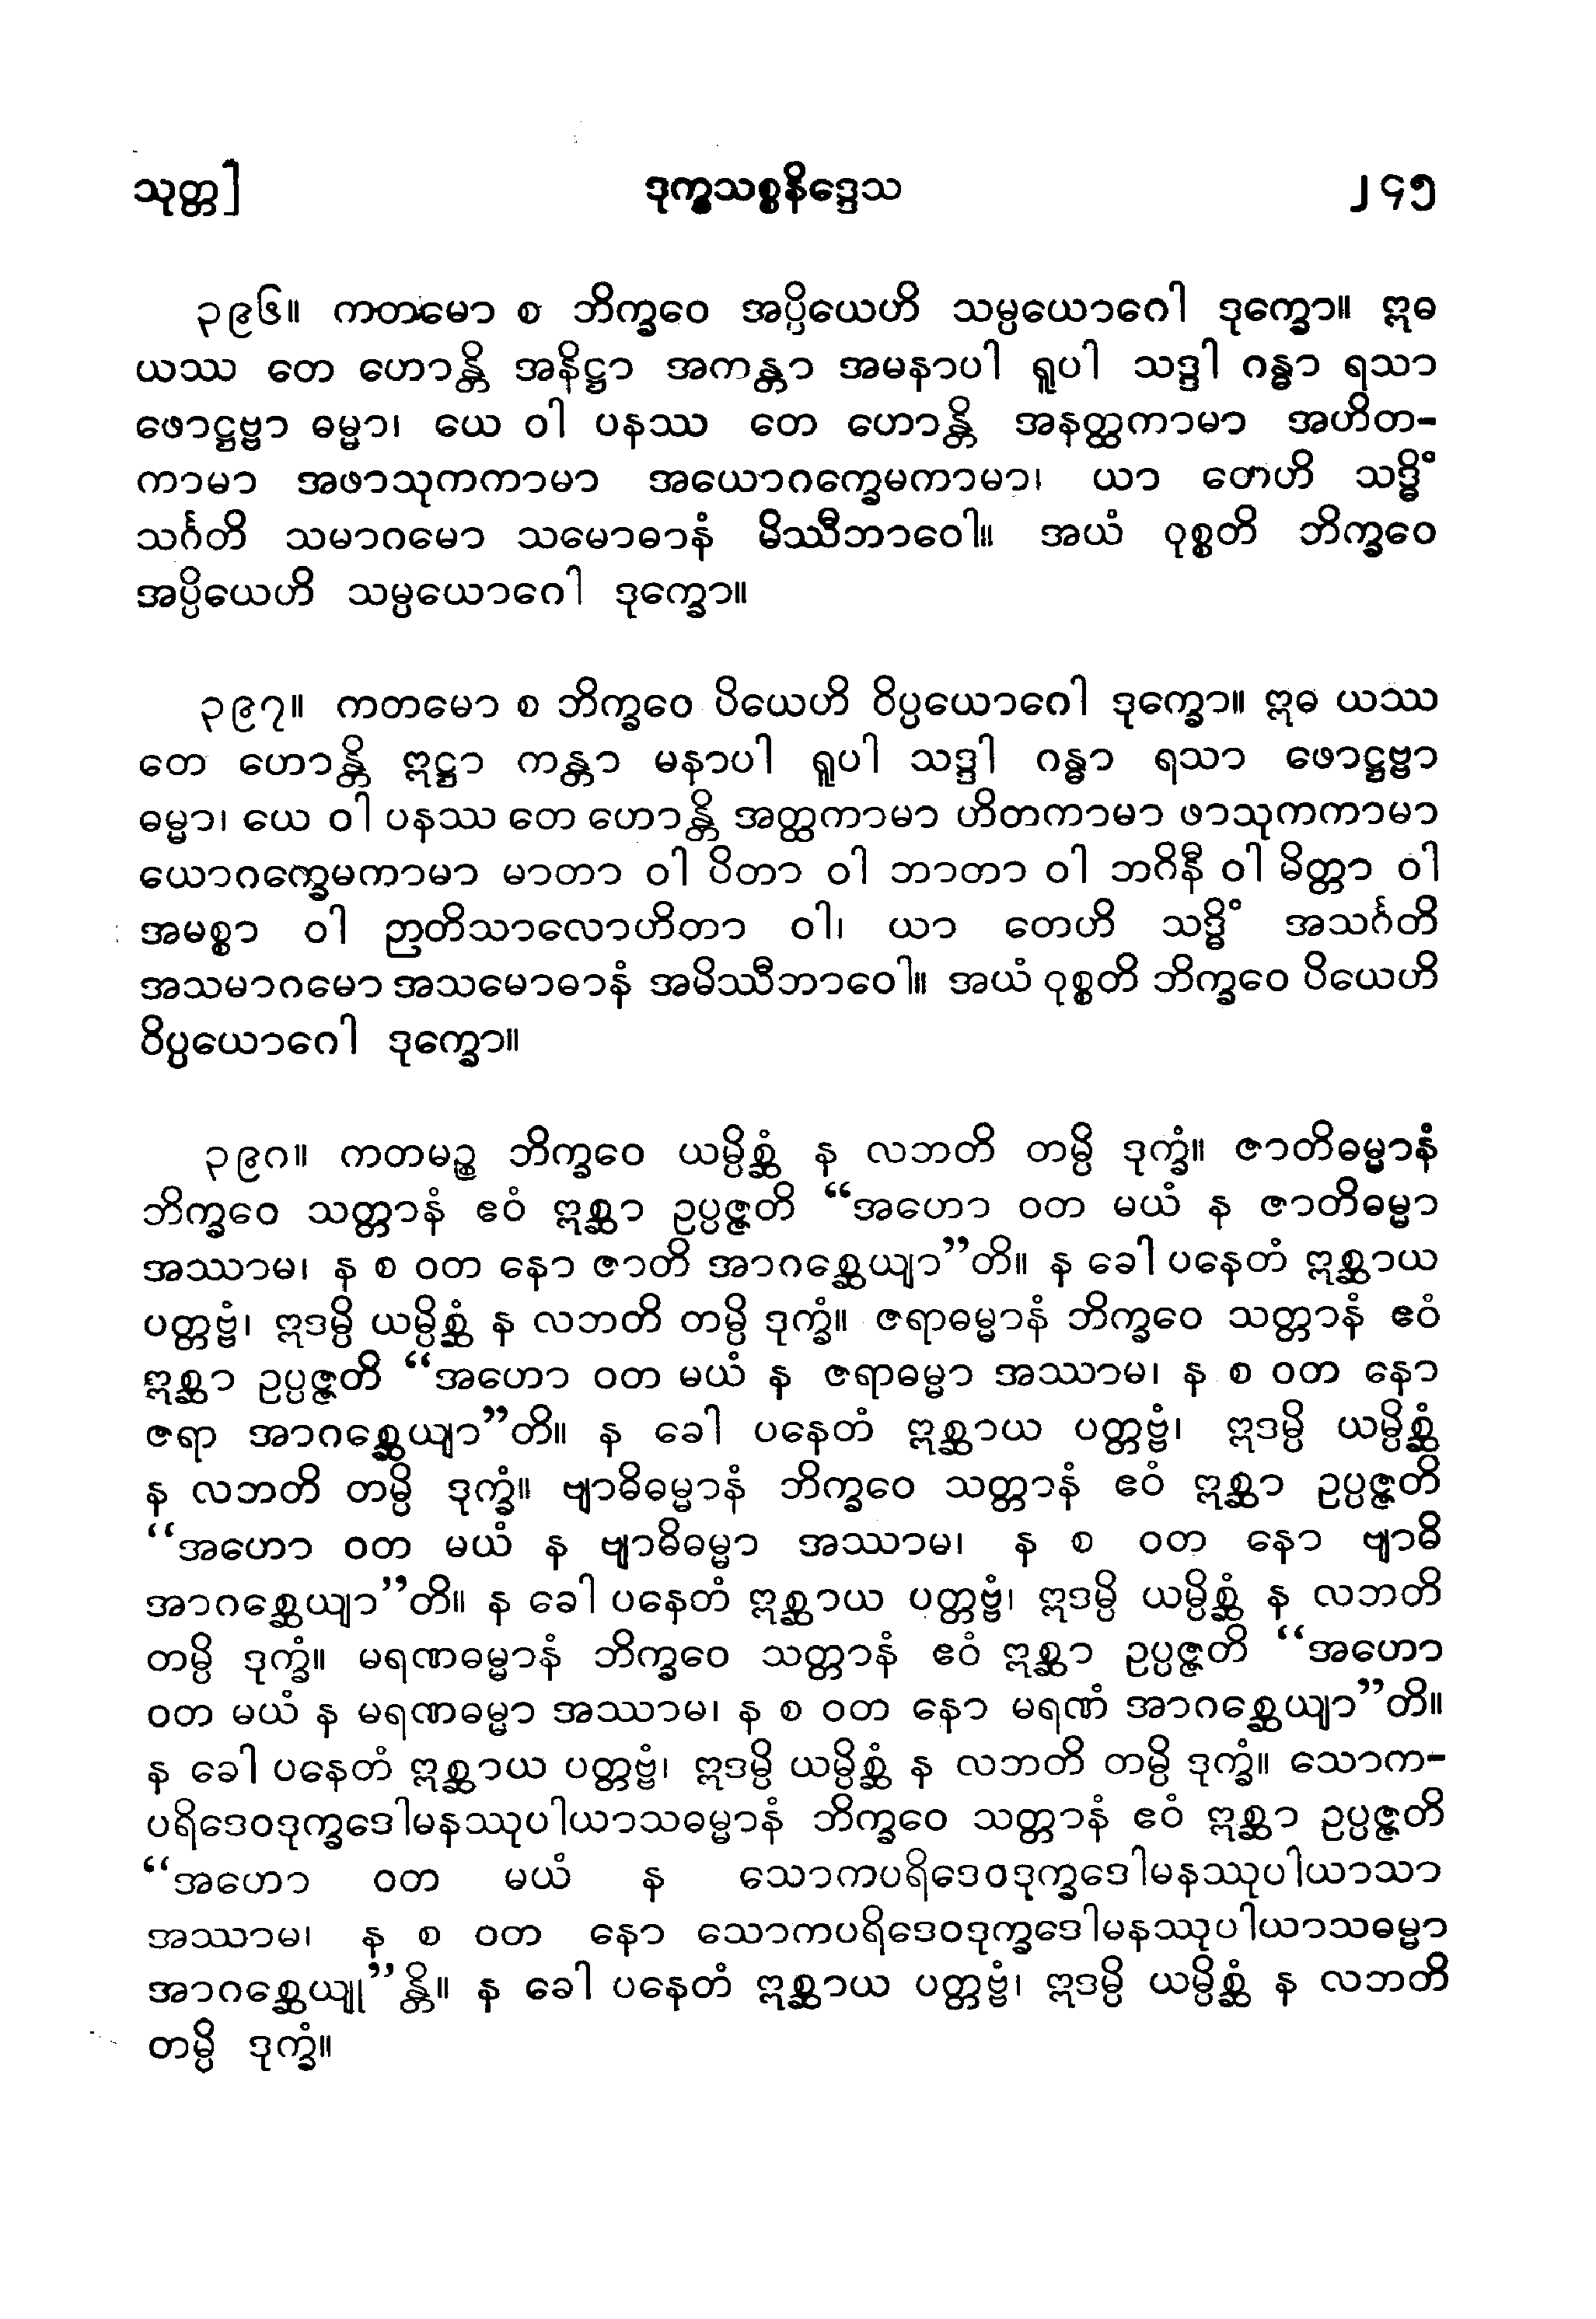 သုတ္တ] ဒုက္ခသစ္စနိဒ္ဒေသ ၂၄၅
၃၉၆။ ကတမော စ ဘိက္ခဝေ အပ္ပိယေဟိ သမ္ပယောဂေါ ဒုက္ခော။ ဣဓ
ယဿ တေ ဟောန္တိ အနိဋ္ဌာ အကန္တာ အမနာပါ ရူပါ သဒ္ဒါ ဂန္ဓာ ရသာ
ဖောဋ္ဌဗ္ဗာ ဓမ္မာ၊ ယေ ဝါ ပနဿ တေ ဟောန္တိ အနတ္ထကာမာ အဟိတ-
ကာမာ အဖာသုကကာမာ အယောဂက္ခေမကာမာ၊ ယာ တေဟိ သဒ္ဓိံ
သင်္ဂတိ သမာဂမော သမောဓာနံ မိဿီဘာဝေါ။ အယံ ဝုစ္စတိ ဘိက္ခဝေ
အပ္ပိယေဟိ သမ္ပယောဂေါ ဒုက္ခော။
၃၉၇။ ကတမော စ ဘိက္ခဝေ ပိယေဟိ ဝိပ္ပယောဂေါ ဒုက္ခော။ ဣဓ ယဿ
တေ ဟောန္တိ ဣဋ္ဌာ ကန္တာ မနာပါ ရူပါ သဒ္ဒါ ဂန္ဓာ ရသာ ဖောဋ္ဌဗ္ဗာ
ဓမ္မာ၊ ယေ ဝါ ပနဿ တေ ဟောန္တိ အတ္ထကာမာ ဟိတကာမာ ဖာသုကကာမာ
ယောဂက္ခေမကာမာ မာတာ ဝါ ပိတာ ဝါ ဘာတာ ဝါ ဘဂိနီ ဝါ မိတ္တာ ဝါ
အမစ္စာ ဝါ ဉာတိသာလောဟိတာ ဝါ၊ ယာ တေဟိ သဒ္ဓိံ အသင်္ဂတိ
အသမာဂမော အသမောဓာနံ အမိဿီဘာဝေါ။ အယံ ဝုစ္စတိ ဘိက္ခဝေ ပိယေဟိ
ဝိပ္ပယောဂေါ ဒုက္ခော။
၃၉၈။ ကတမဉ္စ ဘိက္ခဝေ ယမ္ပိစ္ဆံ န လဘတိ တမ္ပိ ဒုက္ခံ။ ဇာတိဓမ္မာနံ
ဘိက္ခဝေ သတ္တာနံ ဧဝံ ဣစ္ဆာ ဥပ္ပဇ္ဇတိ “အဟော ဝတ မယံ န ဇာတိဓမ္မာ
အဿာမ၊ န စ ဝတ နော ဇာတိ အာဂစ္ဆေယျာ”တိ။ န ခေါ ပနေတံ ဣစ္ဆာယ
ပတ္တဗ္ဗံ၊ ဣဒမ္ပိ ယမ္ပိစ္ဆံ န လဘတိ တမ္ပိ ဒုက္ခံ။ ဇရာဓမ္မာနံ ဘိက္ခဝေ သတ္တာနံ ဧဝံ
ဣစ္ဆာ ဥပ္ပဇ္ဇတိ “အဟော ဝတ မယံ န ဇရာဓမ္မာ အဿာမ၊ န စ ဝတ နော
ဇရာ အာဂစ္ဆေယျာ”တိ။ န ခေါ ပနေတံ ဣစ္ဆာယ ပတ္တဗ္ဗံ၊ ဣဒမ္ပိ ယမ္ပိစ္ဆံ
န လဘတိ တမ္ပိ ဒုက္ခံ။ ဗျာဓိဓမ္မာနံ ဘိက္ခဝေ သတ္တာနံ ဧဝံ ဣစ္ဆာ ဥပ္ပဇ္ဇတိ
“အဟော ဝတ မယံ န ဗျာဓိဓမ္မာ အဿာမ၊ န စ ဝတ နော ဗျာဓိ
အာဂစ္ဆေယျာ”တိ။ န ခေါ ပနေတံ ဣစ္ဆာယ ပတ္တဗ္ဗံ၊ ဣဒမ္ပိ ယမ္ပိစ္ဆံ န လဘတိ
တမ္ပိ ဒုက္ခံ။ မရဏဓမ္မာနံ ဘိက္ခဝေ သတ္တာနံ ဧဝံ ဣစ္ဆာ ဥပ္ပဇ္ဇတိ “အဟော
ဝတ မယံ န မရဏဓမ္မာ အဿာမ၊ န စ ဝတ နော မရဏံ အာဂစ္ဆေယျာ”တိ။
န ခေါ ပနေတံ ဣစ္ဆာယ ပတ္တဗ္ဗံ၊ ဣဒမ္ပိ ယမ္ပိစ္ဆံ န လဘတိ တမ္ပိ ဒုက္ခံ။ သောက-
ပရိဒေဝဒုက္ခဒေါမနဿုပါယာသဓမ္မာနံ ဘိက္ခဝေ သတ္တာနံ ဧဝံ ဣစ္ဆာ ဥပ္ပဇ္ဇတိ
“အဟော ဝတ မယံ န သောကပရိဒေဝဒုက္ခဒေါမနဿုပါယာသာ
အဿာမ၊ န စ ဝတ နော သောကပရိဒေဝဒုက္ခဒေါမနဿုပါယာသဓမ္မာ
အာဂစ္ဆေယျု”န္တိ။ န ခေါ ပနေတံ ဣစ္ဆာယ ပတ္တဗ္ဗံ၊ ဣဒမ္ပိ ယမ္ပိစ္ဆံ န လဘတိ
တမ္ပိ ဒုက္ခံ။